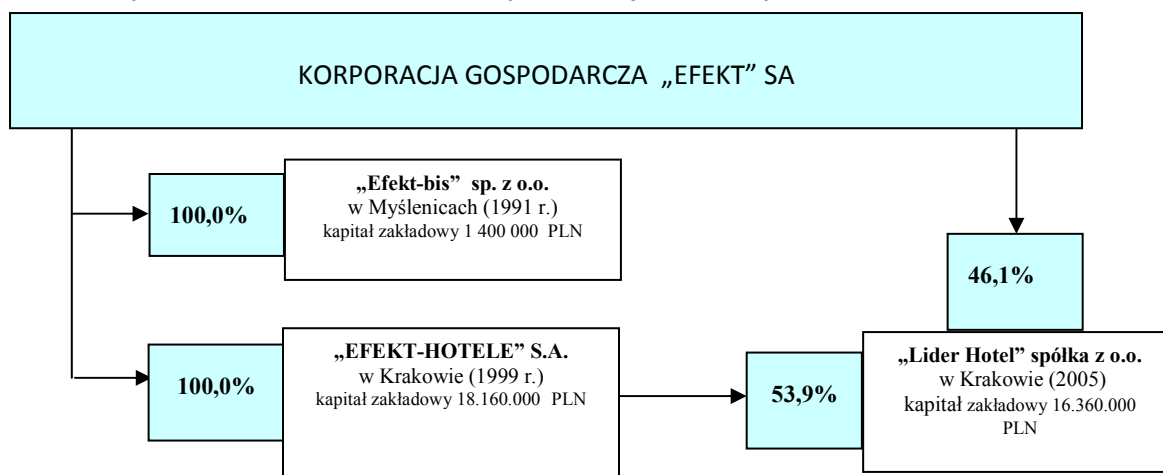 KORPORACJA GOSPODARCZA „EFEKT” SA
100,0%
„Efekt-bis” sp. z o.o.
w Myślenicach (1991 r.)
kapitał zakładowy 1 400 000 PLN
46,1%
100,0%
„EFEKT-HOTELE” S.A.
w Krakowie (1999 r.)
kapitał zakładowy 18.160.000 PLN
53,9%
„Lider Hotel” spółka z o.o.
w Krakowie (2005)
kapitał zakładowy 16.360.000
PLN